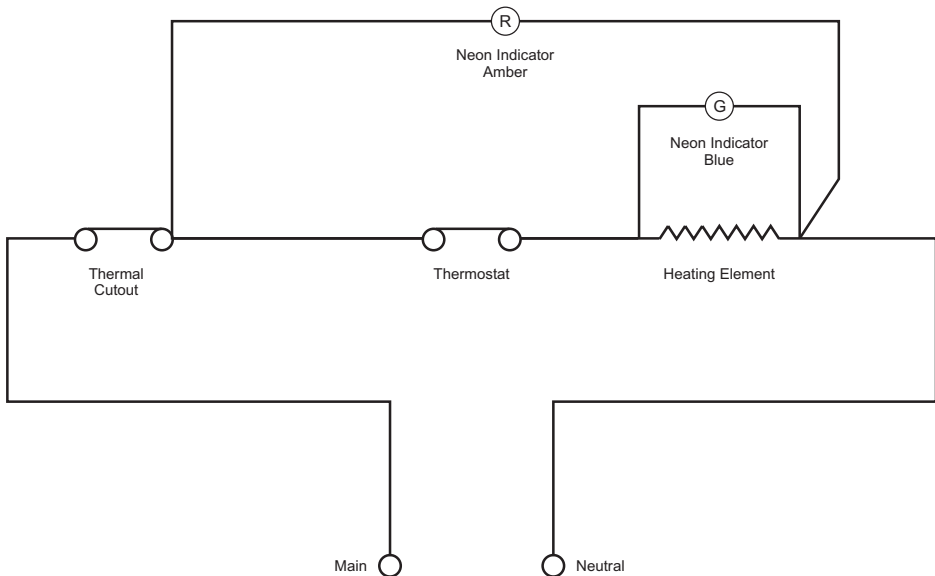 R
Neon Indicator
Amber
G
Neon Indicator
Blue
Thermal
Cutout
Thermostat
Heating Element
Main
Neutral